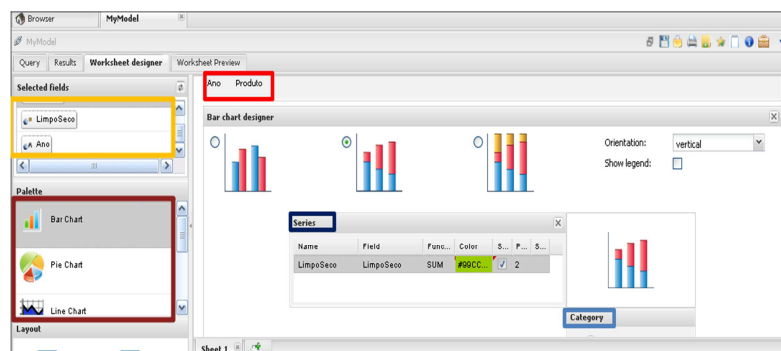 Browser MyModel
MyModel
Query Results Worksheet designer Worksheet Preview
Selected fields
LimpoSeco
Ano
Ano Produto
Bar chart designer
Orientation: vertical
Show legend:
Palette
Bar Chart
Pie Chart
Line Chart
Layout
Series
Name Field Func... Color S... P... S...
LimpoSeco LimpoSeco SUM #99CC... 2
Category
Sheet 1